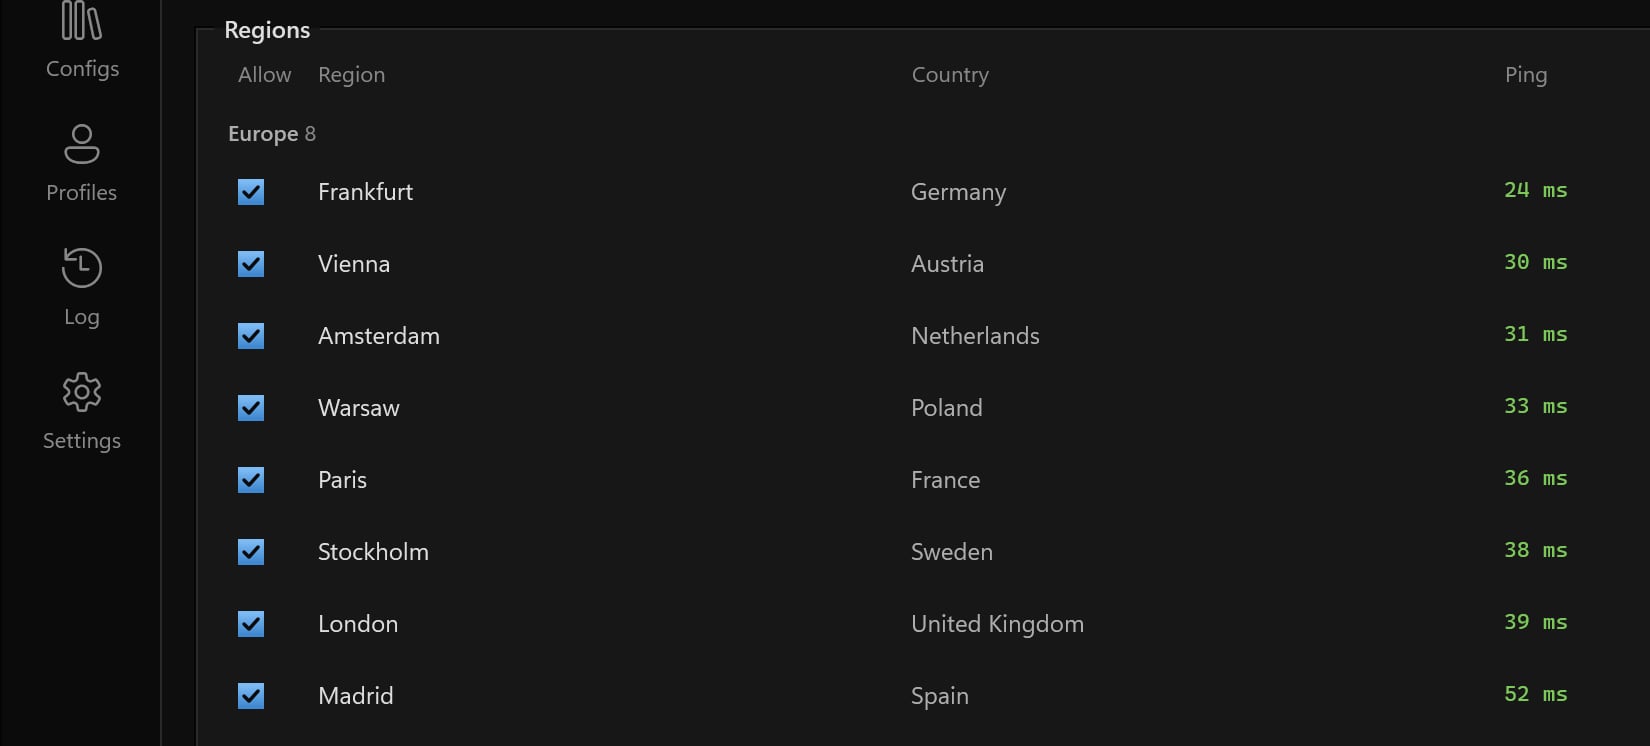 Configs
Profiles
Log
Settings
Regions
Allow Region Country Ping
Europe 8
Frankfurt Germany 24 ms
Vienna Austria 30 ms
Amsterdam Netherlands 31 ms
Warsaw Poland 33 ms
Paris France 36 ms
Stockholm Sweden 38 ms
London United Kingdom 39 ms
Madrid Spain 52 ms